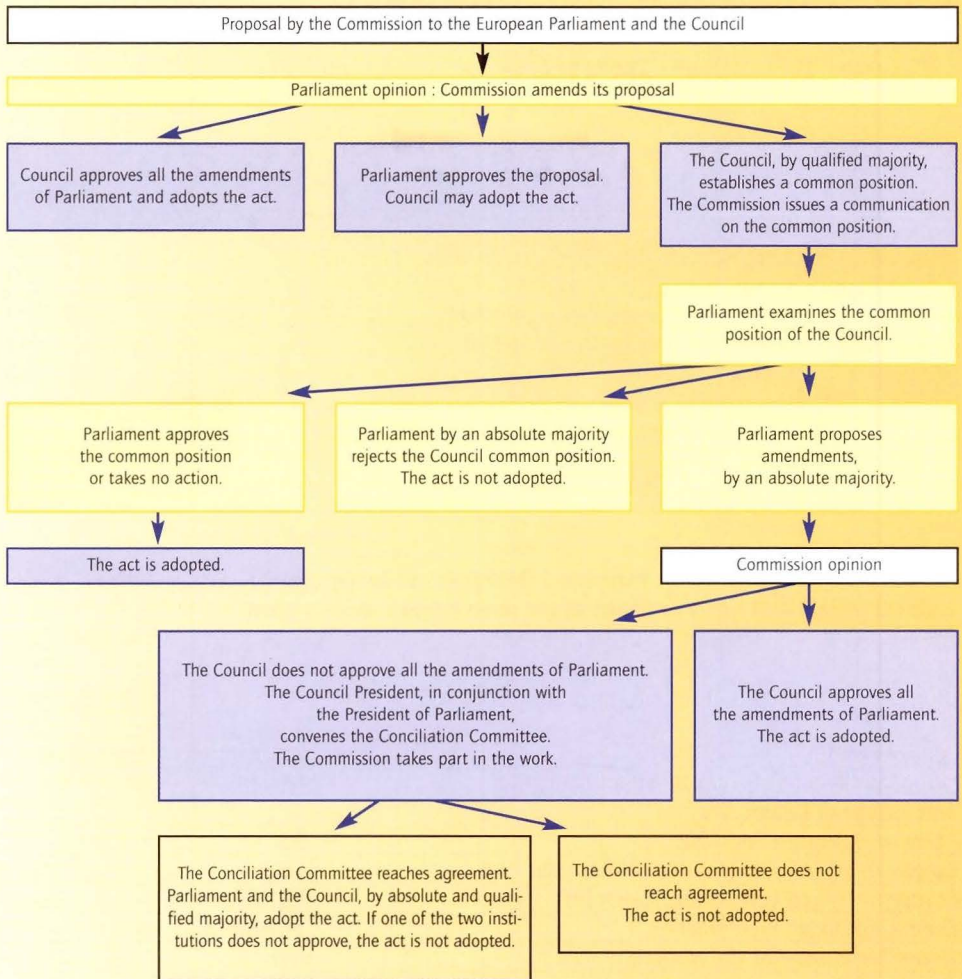 Proposal by the Commission to the European Parliament and the Council
Parliament opinion : Commission amends its proposal
Council approves all the amendments
of Parliament and adopts the act.
Parliament approves the proposal.
Council may adopt the act.
The Council, by qualified majority,
establishes a common position.
The Commission issues a communication
on the common position.
Parliament examines the common
position of the Council.
Parliament approves
the common position
or takes no action.
Parliament by an absolute majority
rejects the Council common position.
The act is not adopted.
Parliament proposes
amendments,
by an absolute majority.
The act is adopted.
Commission opinion
The Council does not approve all the amendments of Parliament.
The Council President, in conjunction with
the President of Parliament,
convenes the Conciliation Committee.
The Commission takes part in the work.
The Council approves all
the amendments of Parliament.
The act is adopted.
The Conciliation Committee reaches agreement.
Parliament and the Council, by absolute and quali-
fied majority, adopt the act. If one of the two insti-
tutions does not approve, the act is not adopted.
The Conciliation Committee does not
reach agreement.
The act is not adopted.